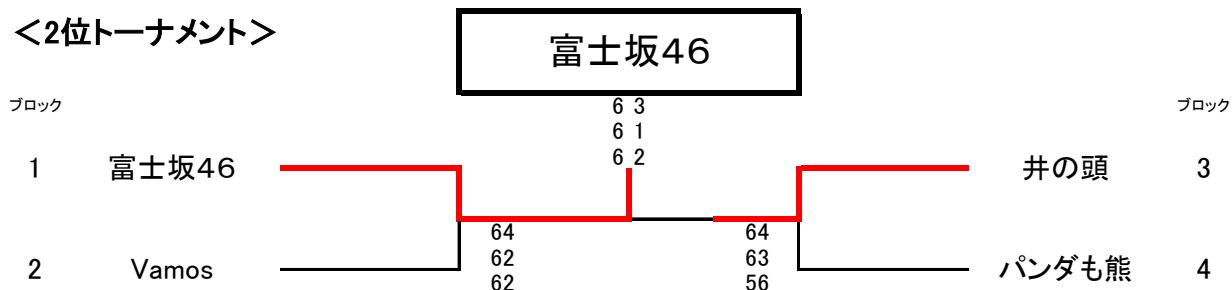 ＜2位トーナメント＞
富士坂46
ブロック
ブロック
6 3
6 1
6 2
1 富士坂46
井の頭 3
64
62
62
64
63
56
2 Vamos
パンダも熊 4